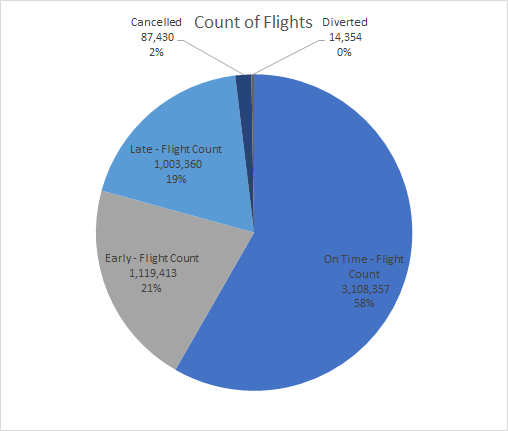 Count of Flights
Cancelled
87,430
2%
Diverted
14,354
0%
Late - Flight Count
1,003,360
19%
Early - Flight Count
1,119,413
21%
On Time - Flight
Count
3,108,357
58%